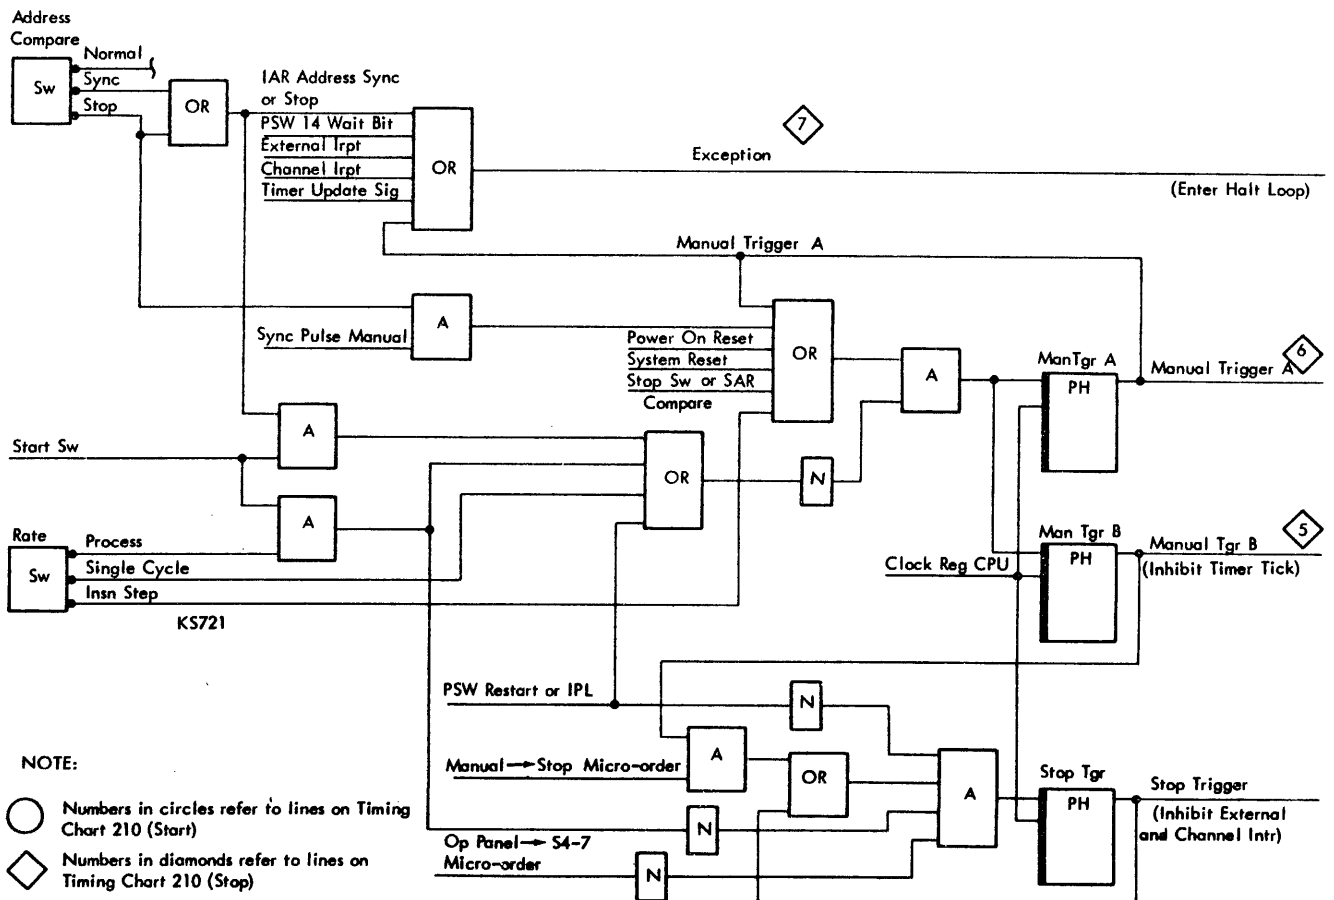 Address
Compare
Normal
Sw
Sync
Stop
OR
IAR Address Sync
or Stop
PSW 14 Wait Bit
External Irpt
Channel Irpt
Timer Update Sig
OR
7
Exception
(Enter Halt Loop)
Manual Trigger A
Sync Pulse Manual
A
Power On Reset
System Reset
Stop Sw or SAR
Compare
OR
A
Man Tgr A
PH
6
Manual Trigger A
Start Sw
A
A
OR
N
Rate
Sw
Process
Single Cycle
Insn Step
KS721
Clock Reg CPU
Man Tgr B
PH
5
Manual Tgr B
(Inhibit Timer Tick)
PSW Restart or IPL
N
Manual→Stop Micro-order
A
OR
A
Op Panel→ S4-7
Micro-order
N
N
Stop Tgr
PH
Stop Trigger
(Inhibit External
and Channel Intr)
NOTE:
Numbers in circles refer to lines on Timing
Chart 210 (Start)
Numbers in diamonds refer to lines on
Timing Chart 210 (Stop)